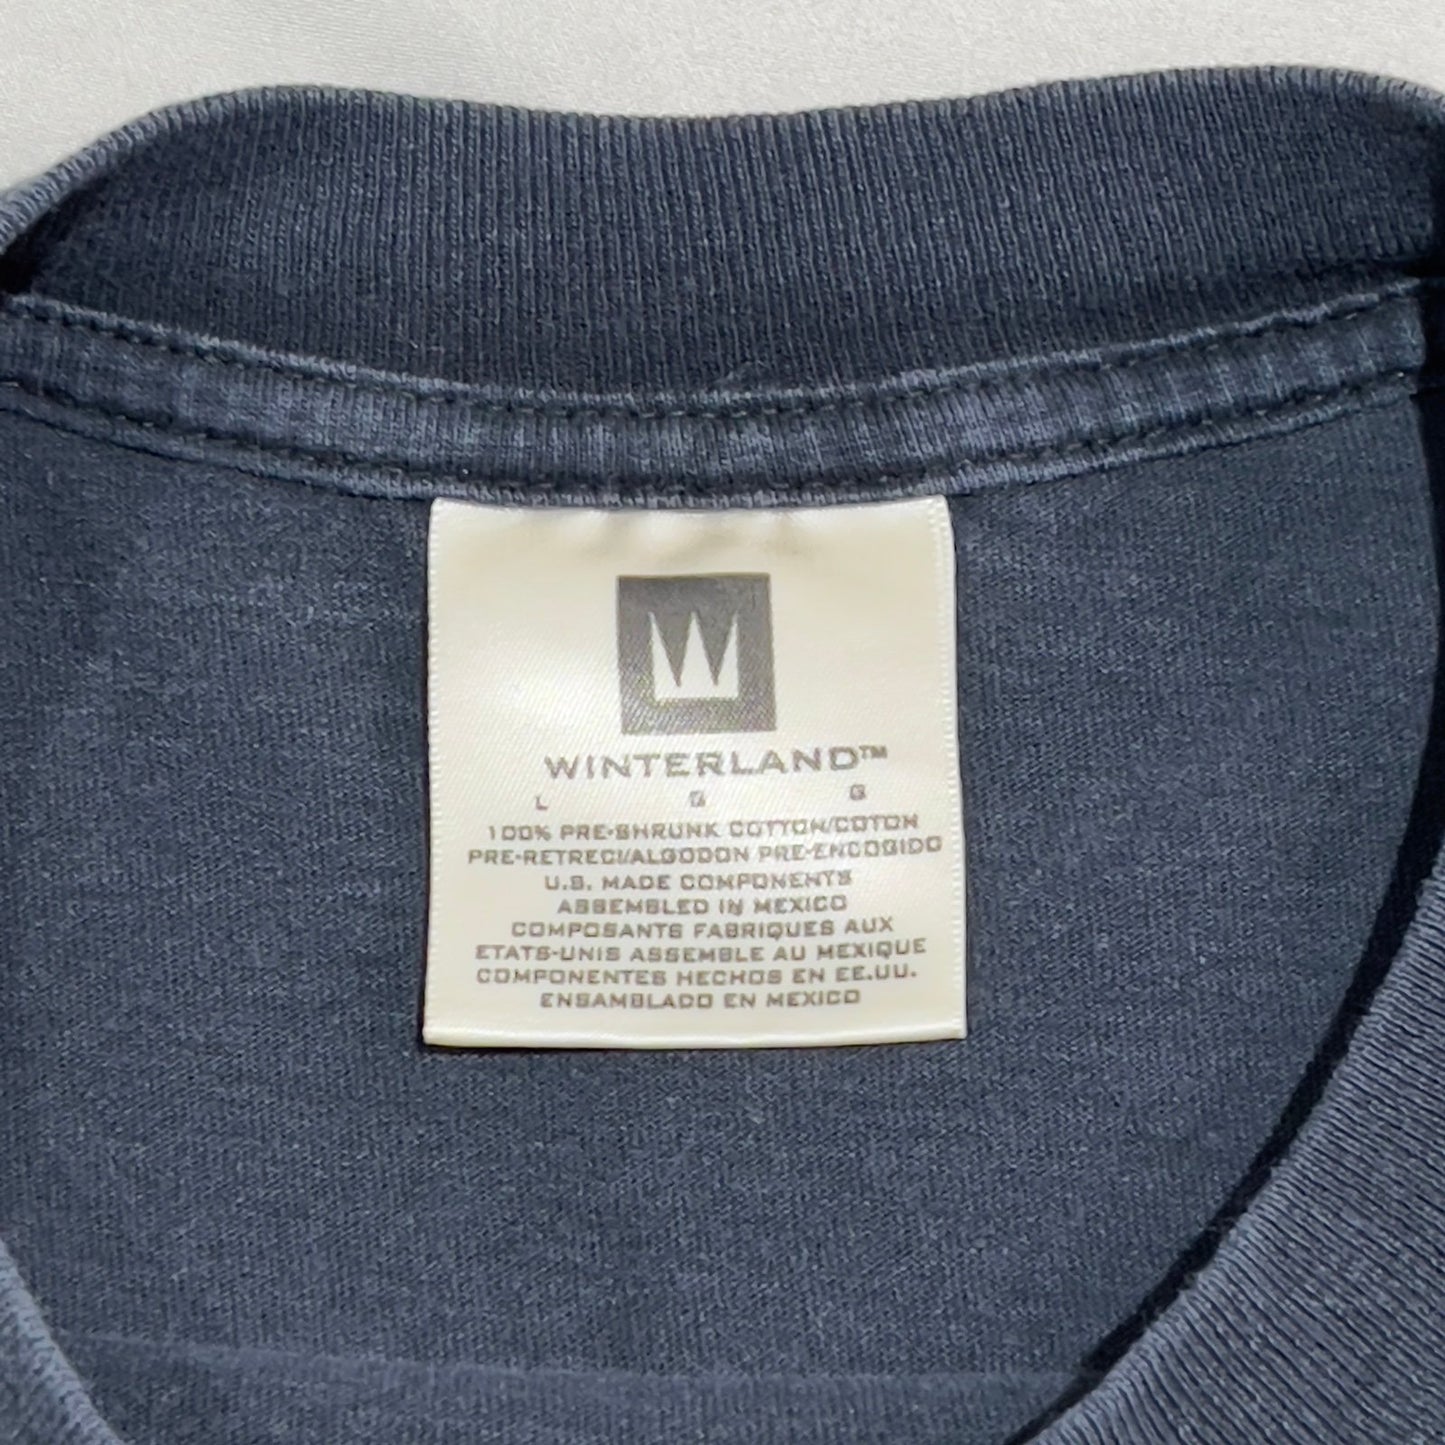 W
WINTERLAND™
L G G
100% PRE-SHRUNK COTTON/COTON
PRE-RETRECI/ALGODON PRE-ENCOGIDO
U.S. MADE COMPONENTS
ASSEMBLED IN MEXICO
COMPOSANTS FABRIQUES AUX
ETATS-UNIS ASSEMBLE AU MEXIQUE
COMPONENTES HECHOS EN EE.UU.
ENSAMBLADO EN MEXICO